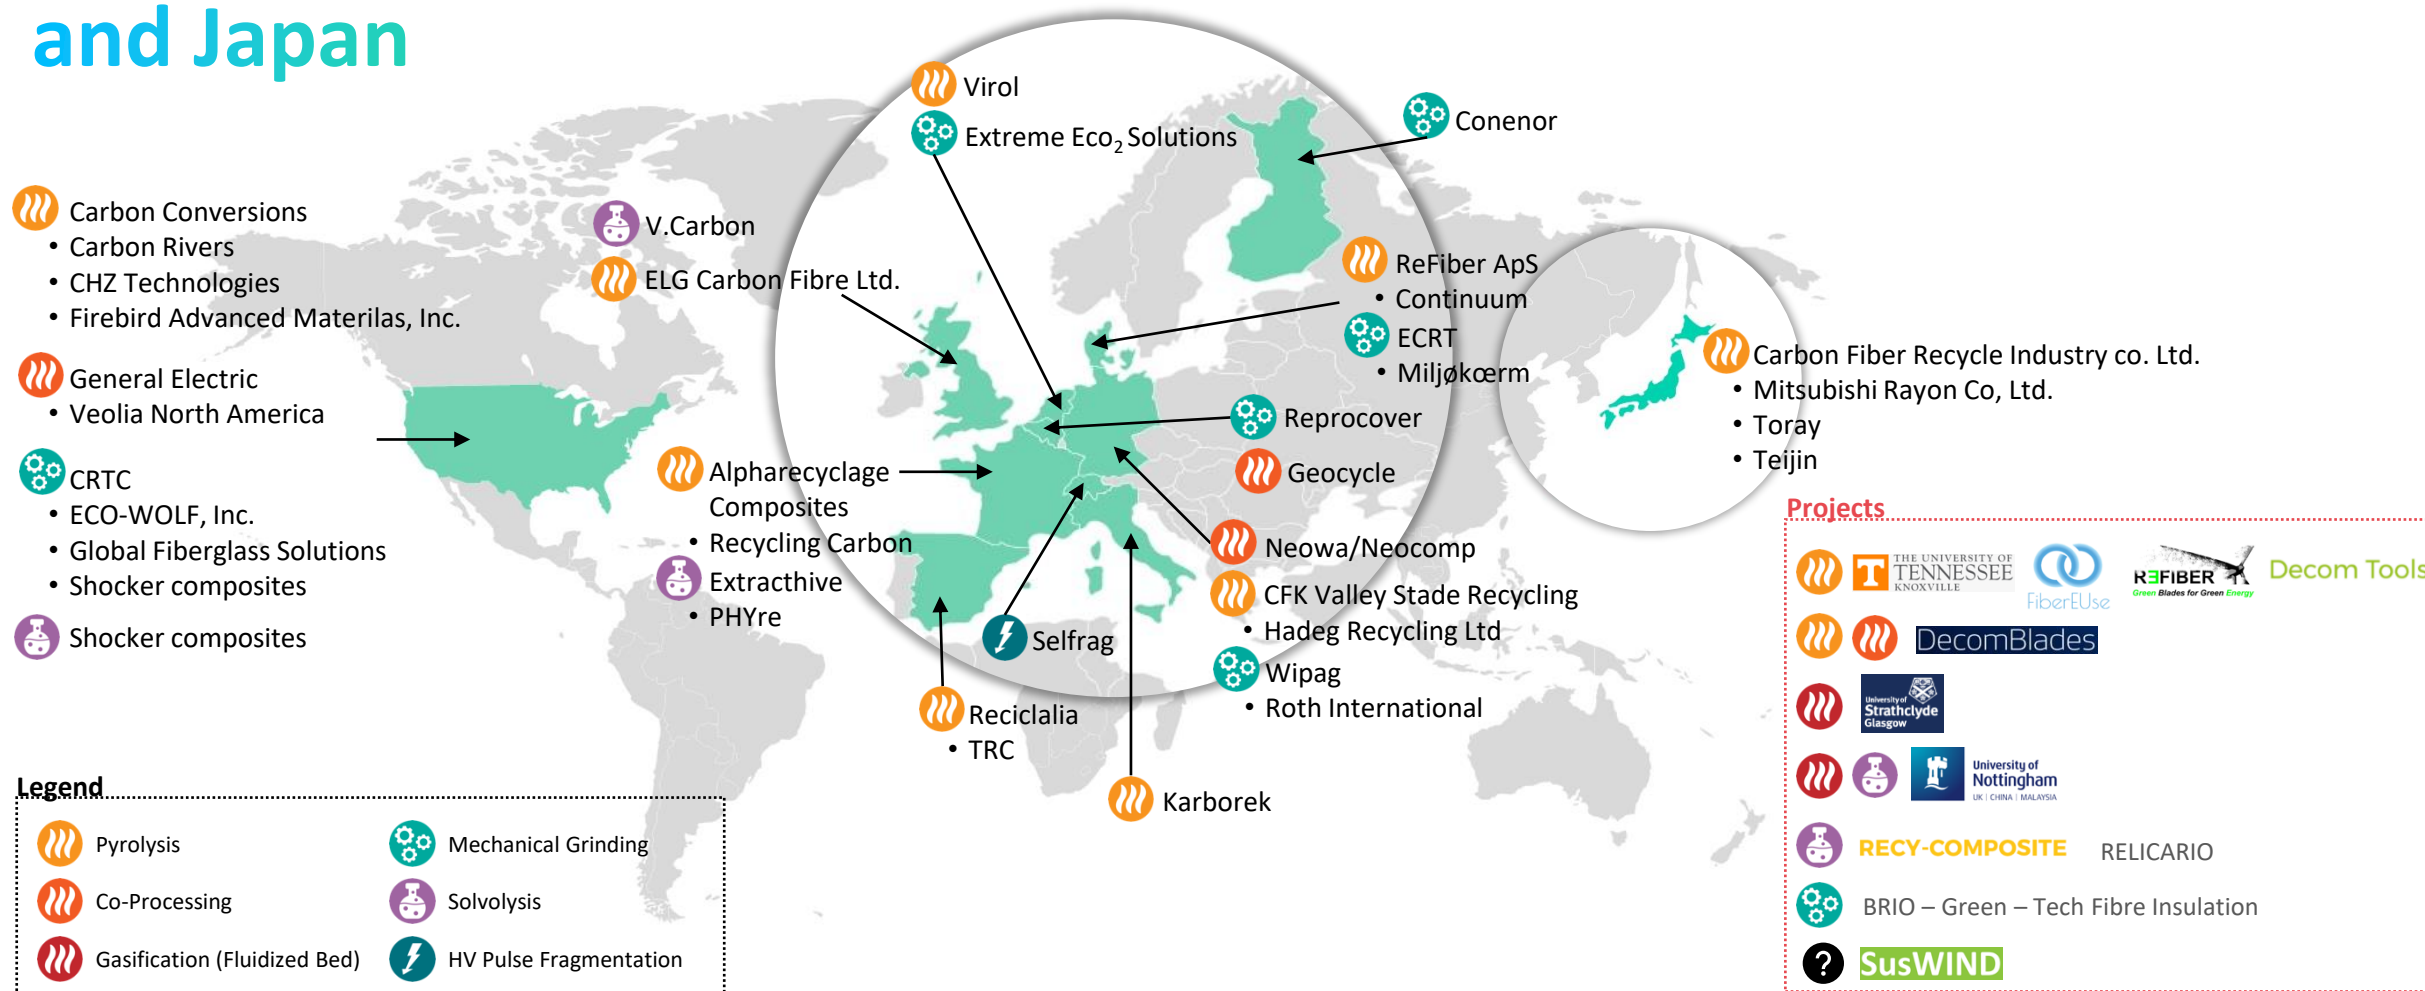 and Japan
Virol
Extreme Eco2 Solutions
Conenor
Carbon Conversions
• Carbon Rivers
• CHZ Technologies
• Firebird Advanced Materilas, Inc.
General Electric
• Veolia North America
CRTC
• ECO-WOLF, Inc.
• Global Fiberglass Solutions
• Shocker composites
Shocker composites
V.Carbon
ELG Carbon Fibre Ltd.
ReFiber ApS
• Continuum
ECRT
• Miljøkœrm
Reprocover
Geocycle
Alpharecyclage
Composites
• Recycling Carbon
Extracthive
• PHYre
Neowa/Neocomp
CFK Valley Stade Recycling
• Hadeg Recycling Ltd
Wipag
• Roth International
Selfrag
Reciclalia
• TRC
Karborek
Carbon Fiber Recycle Industry co. Ltd.
• Mitsubishi Rayon Co, Ltd.
• Toray
• Teijin
Legend
Pyrolysis
Mechanical Grinding
Co-Processing
Solvolysis
Gasification (Fluidized Bed)
HV Pulse Fragmentation
Projects
T
THE UNIVERSITY OF
TENNESSEE
KNOXVILLE
FiberEUse
RƎFIBER
Green Blades for Green Energy
Decom Tools
DecomBlades
University of
Strathclyde
Glasgow
University of
Nottingham
UK | CHINA | MALAYSIA
RECY-COMPOSITE
RELICARIO
BRIO – Green – Tech Fibre Insulation
?
SusWIND